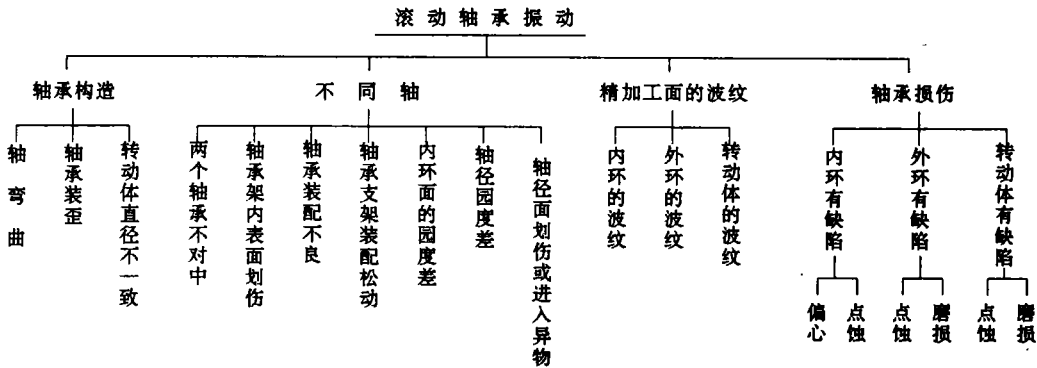 滚动轴承振动
轴承构造
不同轴
精加工面的波纹
轴承损伤
轴弯曲
轴承装歪
转动体直径不一致
两个轴承不对中
轴承架内表面划伤
轴承装配不良
轴承支架装配松动
内环面的园度差
轴径园度差
轴径面划伤或进入异物
内环的波纹
外环的波纹
转动体的波纹
内环有缺陷
外环有缺陷
转动体有缺陷
偏心
点蚀
点蚀
磨损
点蚀
磨损